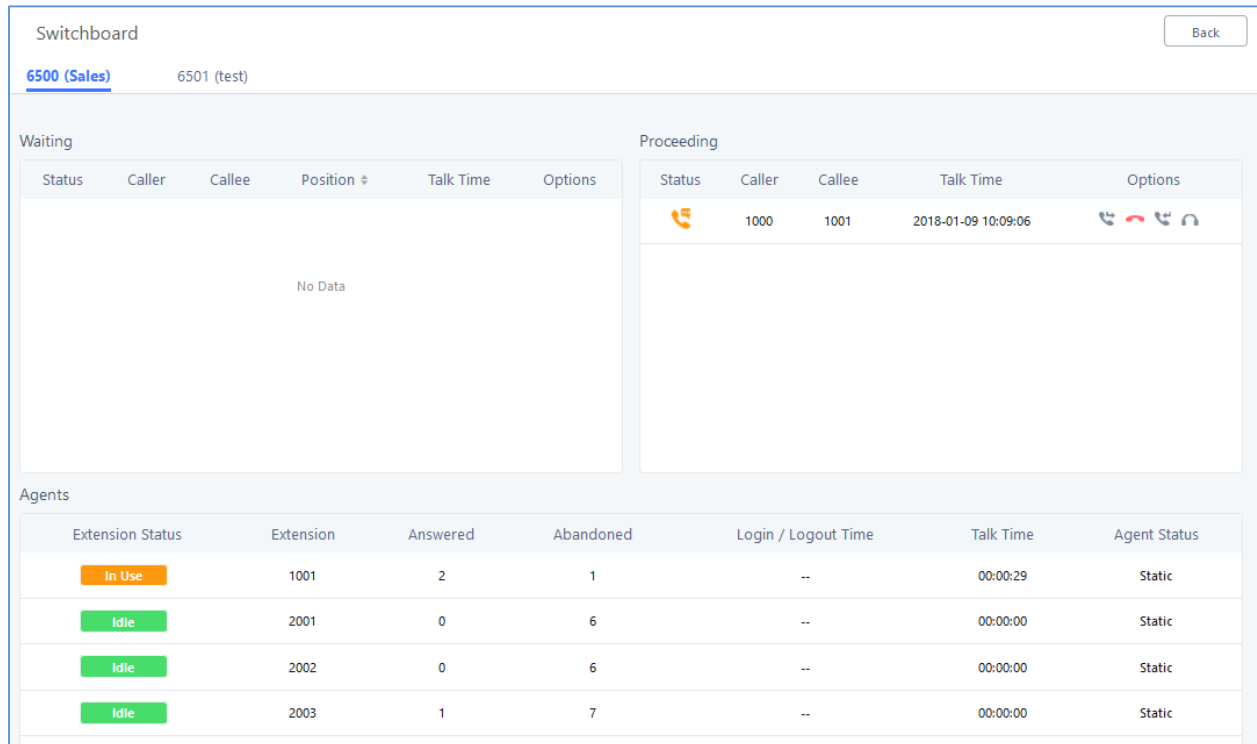 Switchboard Back
6500 (Sales) 6501 (test)
Waiting Proceeding
Status Caller Callee Position Talk Time Options Status Caller Callee Talk Time Options
1000 1001 2018-01-09 10:09:06
No Data
Agents
Extension Status Extension Answered Abandoned Login / Logout Time Talk Time Agent Status
In Use 1001 2 1 -- 00:00:29 Static
Idle 2001 0 6 -- 00:00:00 Static
Idle 2002 0 6 -- 00:00:00 Static
Idle 2003 1 7 -- 00:00:00 Static